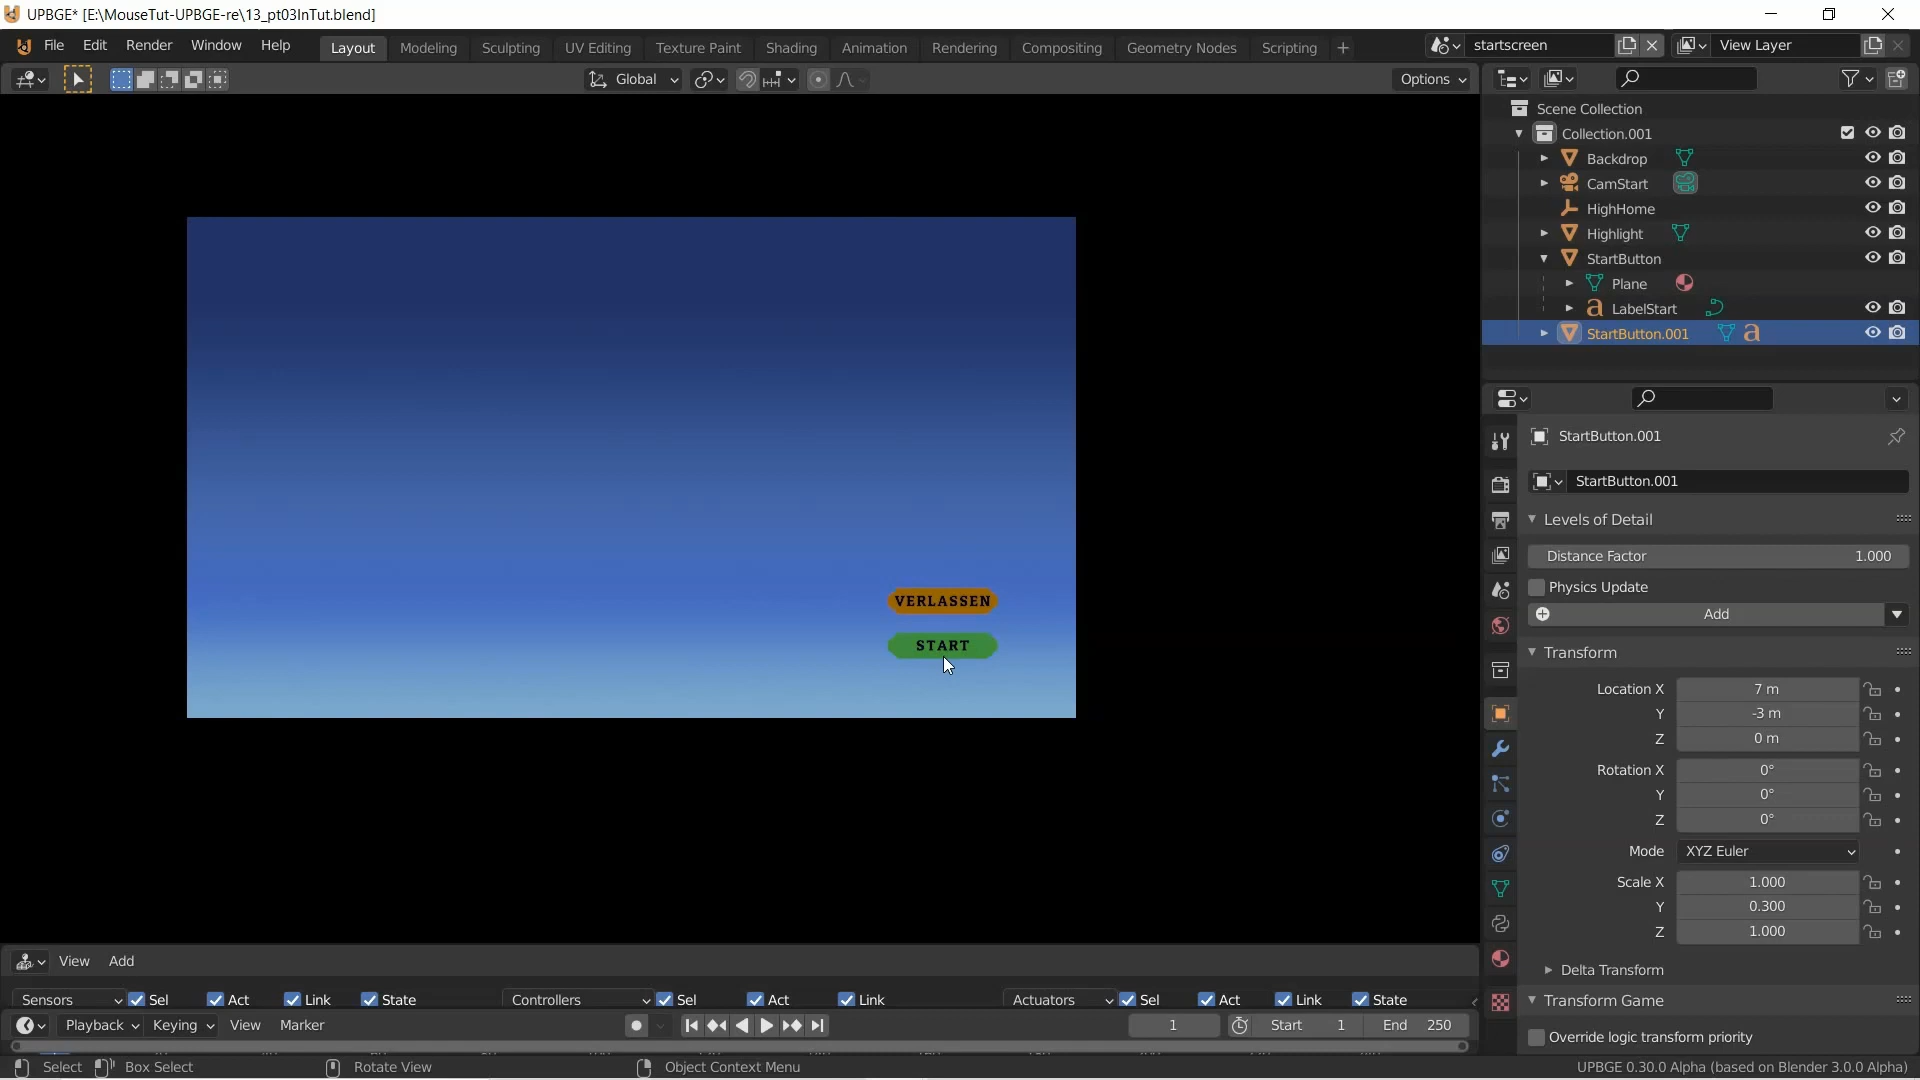 UPBGE* [E:\MouseTut-UPBGE-re\13_pt03InTut.blend]
File Edit Render Window Help Layout Modeling Sculpting UV Editing Texture Paint Shading Animation Rendering Compositing Geometry Nodes Scripting + startscreen View Layer
Global Options
Scene Collection
Collection.001
Backdrop
CamStart
HighHome
Highlight
StartButton
Plane
LabelStart
StartButton.001
VERLASSEN
START
StartButton.001
StartButton.001
Levels of Detail
Distance Factor 1.000
Physics Update
Add
Transform
Location X 7 m
Y -3 m
Z 0 m
Rotation X 0°
Y 0°
Z 0°
Mode XYZ Euler
Scale X 1.000
Y 0.300
Z 1.000
Delta Transform
Transform Game
Override logic transform priority
View Add
Sensors Sel Act Link State Controllers Sel Act Link Actuators Sel Act Link State
Playback Keying View Marker 1 Start 1 End 250
Select Box Select Rotate View Object Context Menu UPBGE 0.30.0 Alpha (based on Blender 3.0.0 Alpha)